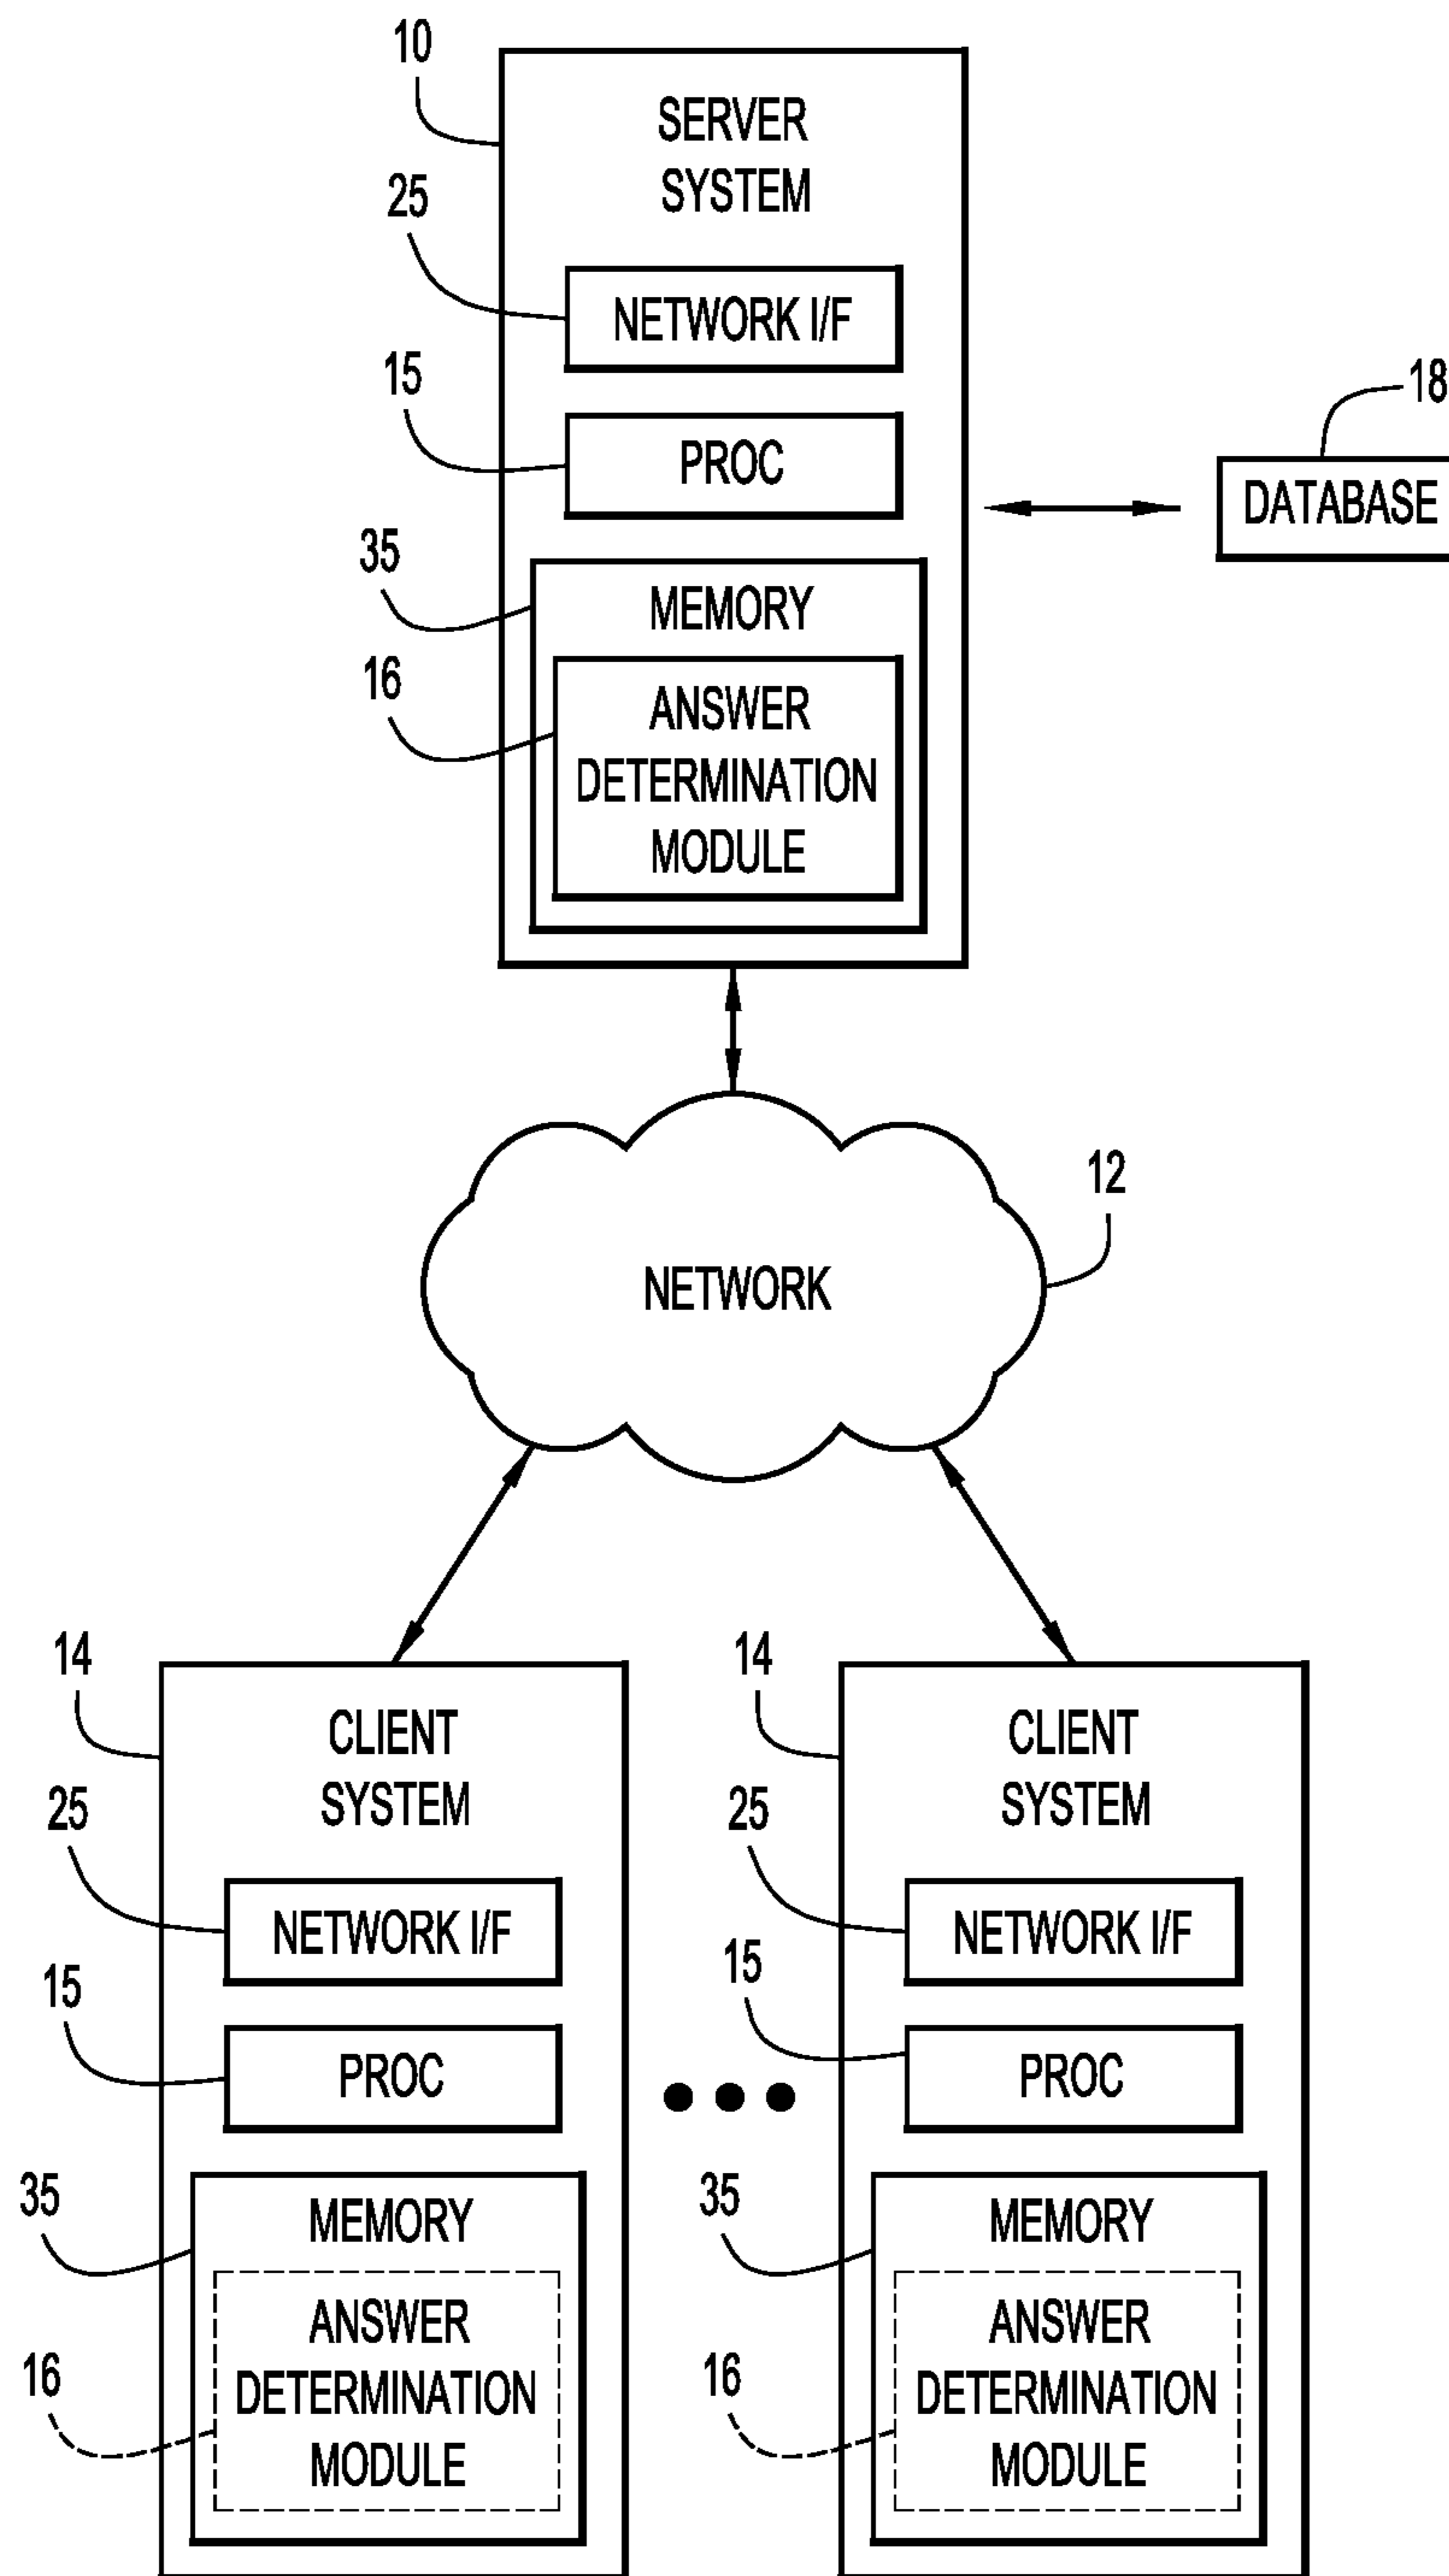 10
SERVER
SYSTEM
25
NETWORK I/F
15
PROC
18
DATABASE
35
MEMORY
16
ANSWER
DETERMINATION
MODULE
12
NETWORK
14
CLIENT
SYSTEM
25
NETWORK I/F
15
PROC
35
MEMORY
16
ANSWER
DETERMINATION
MODULE
14
CLIENT
SYSTEM
25
NETWORK I/F
15
PROC
35
MEMORY
16
ANSWER
DETERMINATION
MODULE